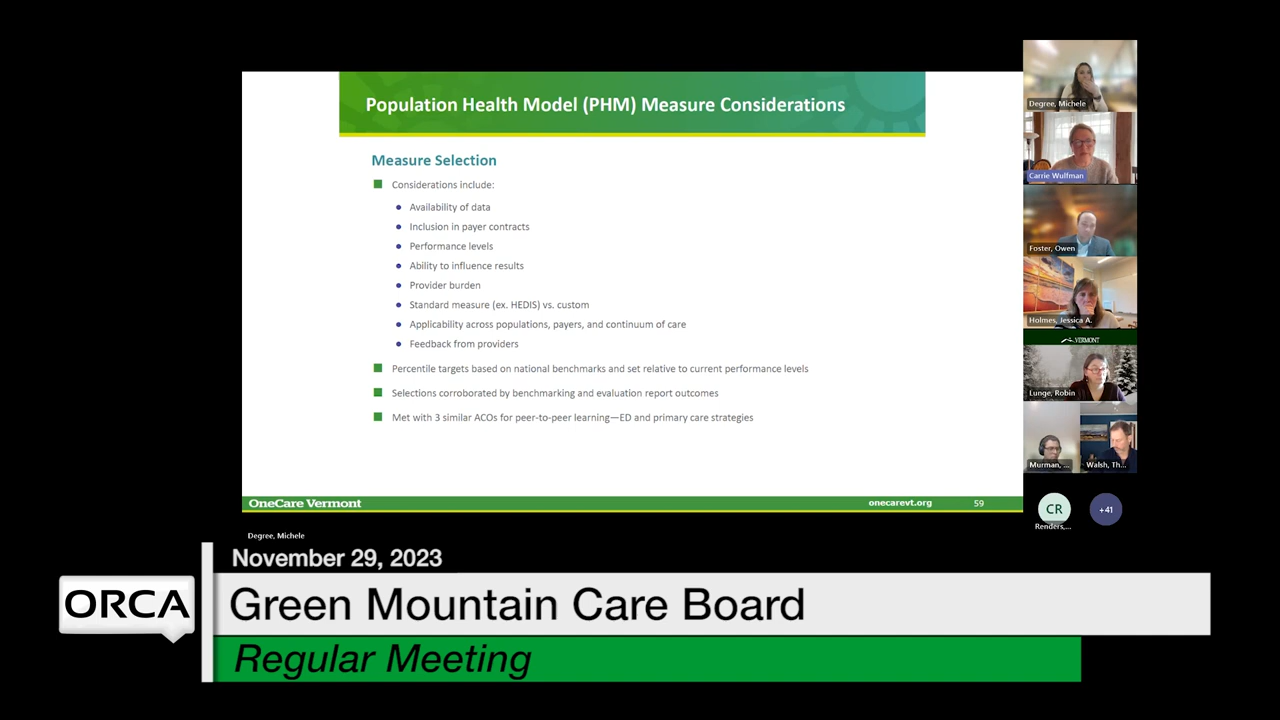 Population Health Model (PHM) Measure Considerations
Measure Selection
Considerations include:
Availability of data
Inclusion in payer contracts
Performance levels
Ability to influence results
Provider burden
Standard measure (ex. HEDIS) vs. custom
Applicability across populations, payers, and continuum of care
Feedback from providers
Percentile targets based on national benchmarks and set relative to current performance levels
Selections corroborated by benchmarking and evaluation report outcomes
Met with 3 similar ACOs for peer-to-peer learning—ED and primary care strategies
OneCare Vermont
onecarevt.org
59
Degree, Michele
Carrie Wulfman
Foster, Owen
Holmes, Jessica A.
VERMONT
Lunge, Robin
Murman, ...
Walsh, Th...
CR
Renders,...
+41
Degree, Michele
November 29, 2023
ORCA
Green Mountain Care Board
Regular Meeting